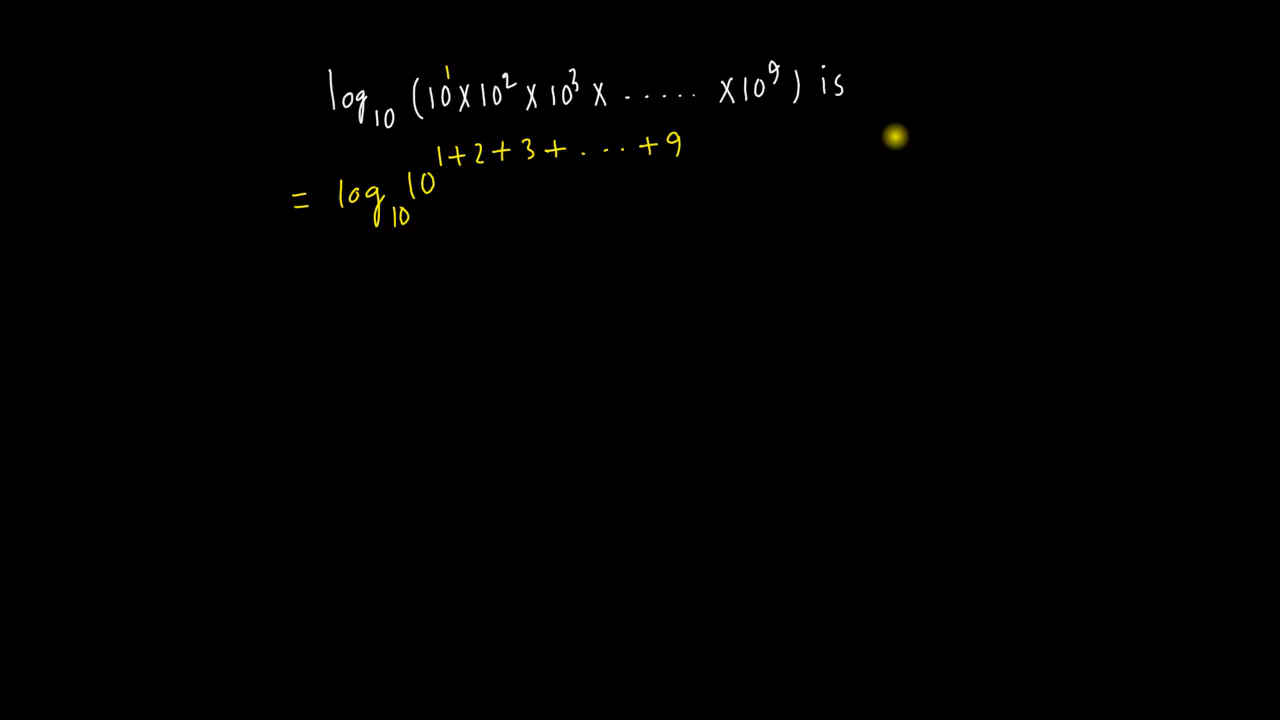 log₁₀ (10¹ x 10² x 10³ x ..... x 10⁹) is
= log₁₀ 10^1+2+3+....+9